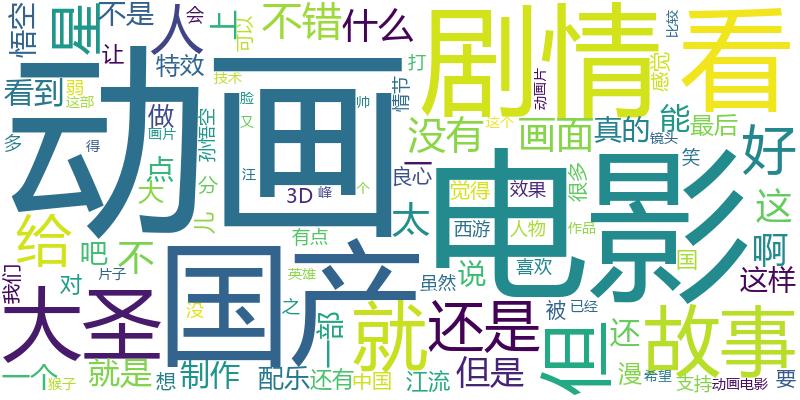 悟空
不是
人
上
不错
什么
剧情
看
比较
星
让
会
可以
看到
弱
这部
特效
技术
打
情节
动画片
感觉
动画
脸
又
帅
做
画片
孙悟空
没有
这个
画面
真的
能
最后
镜头
多
得
点
大
分
儿
汪
3D
峰
个
一
良心
觉得
效果
很多
笑
好
电影
给
吧
不
有点
太
西游
人物
作品
国
这
啊
我们
片子
对
国产
英雄
之
没
虽然
说
喜欢
被
已经
这样
大圣
就
还是
但
还
故事
一部
一个
猴子
就是
想
制作
配乐
还有
中国
江流
但是
漫
希望
支持
动画电影
要